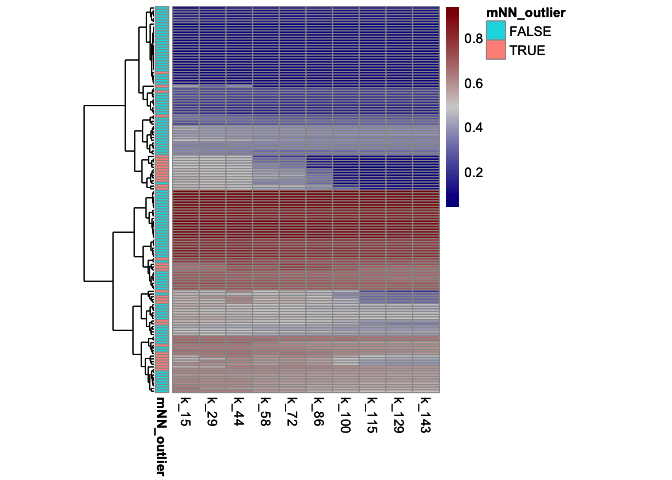 mNN_outlier
FALSE
TRUE
0.8
0.6
0.4
0.2
mNN_outlier
k_15
k_29
k_44
k_58
k_72
k_86
k_100
k_115
k_129
k_143